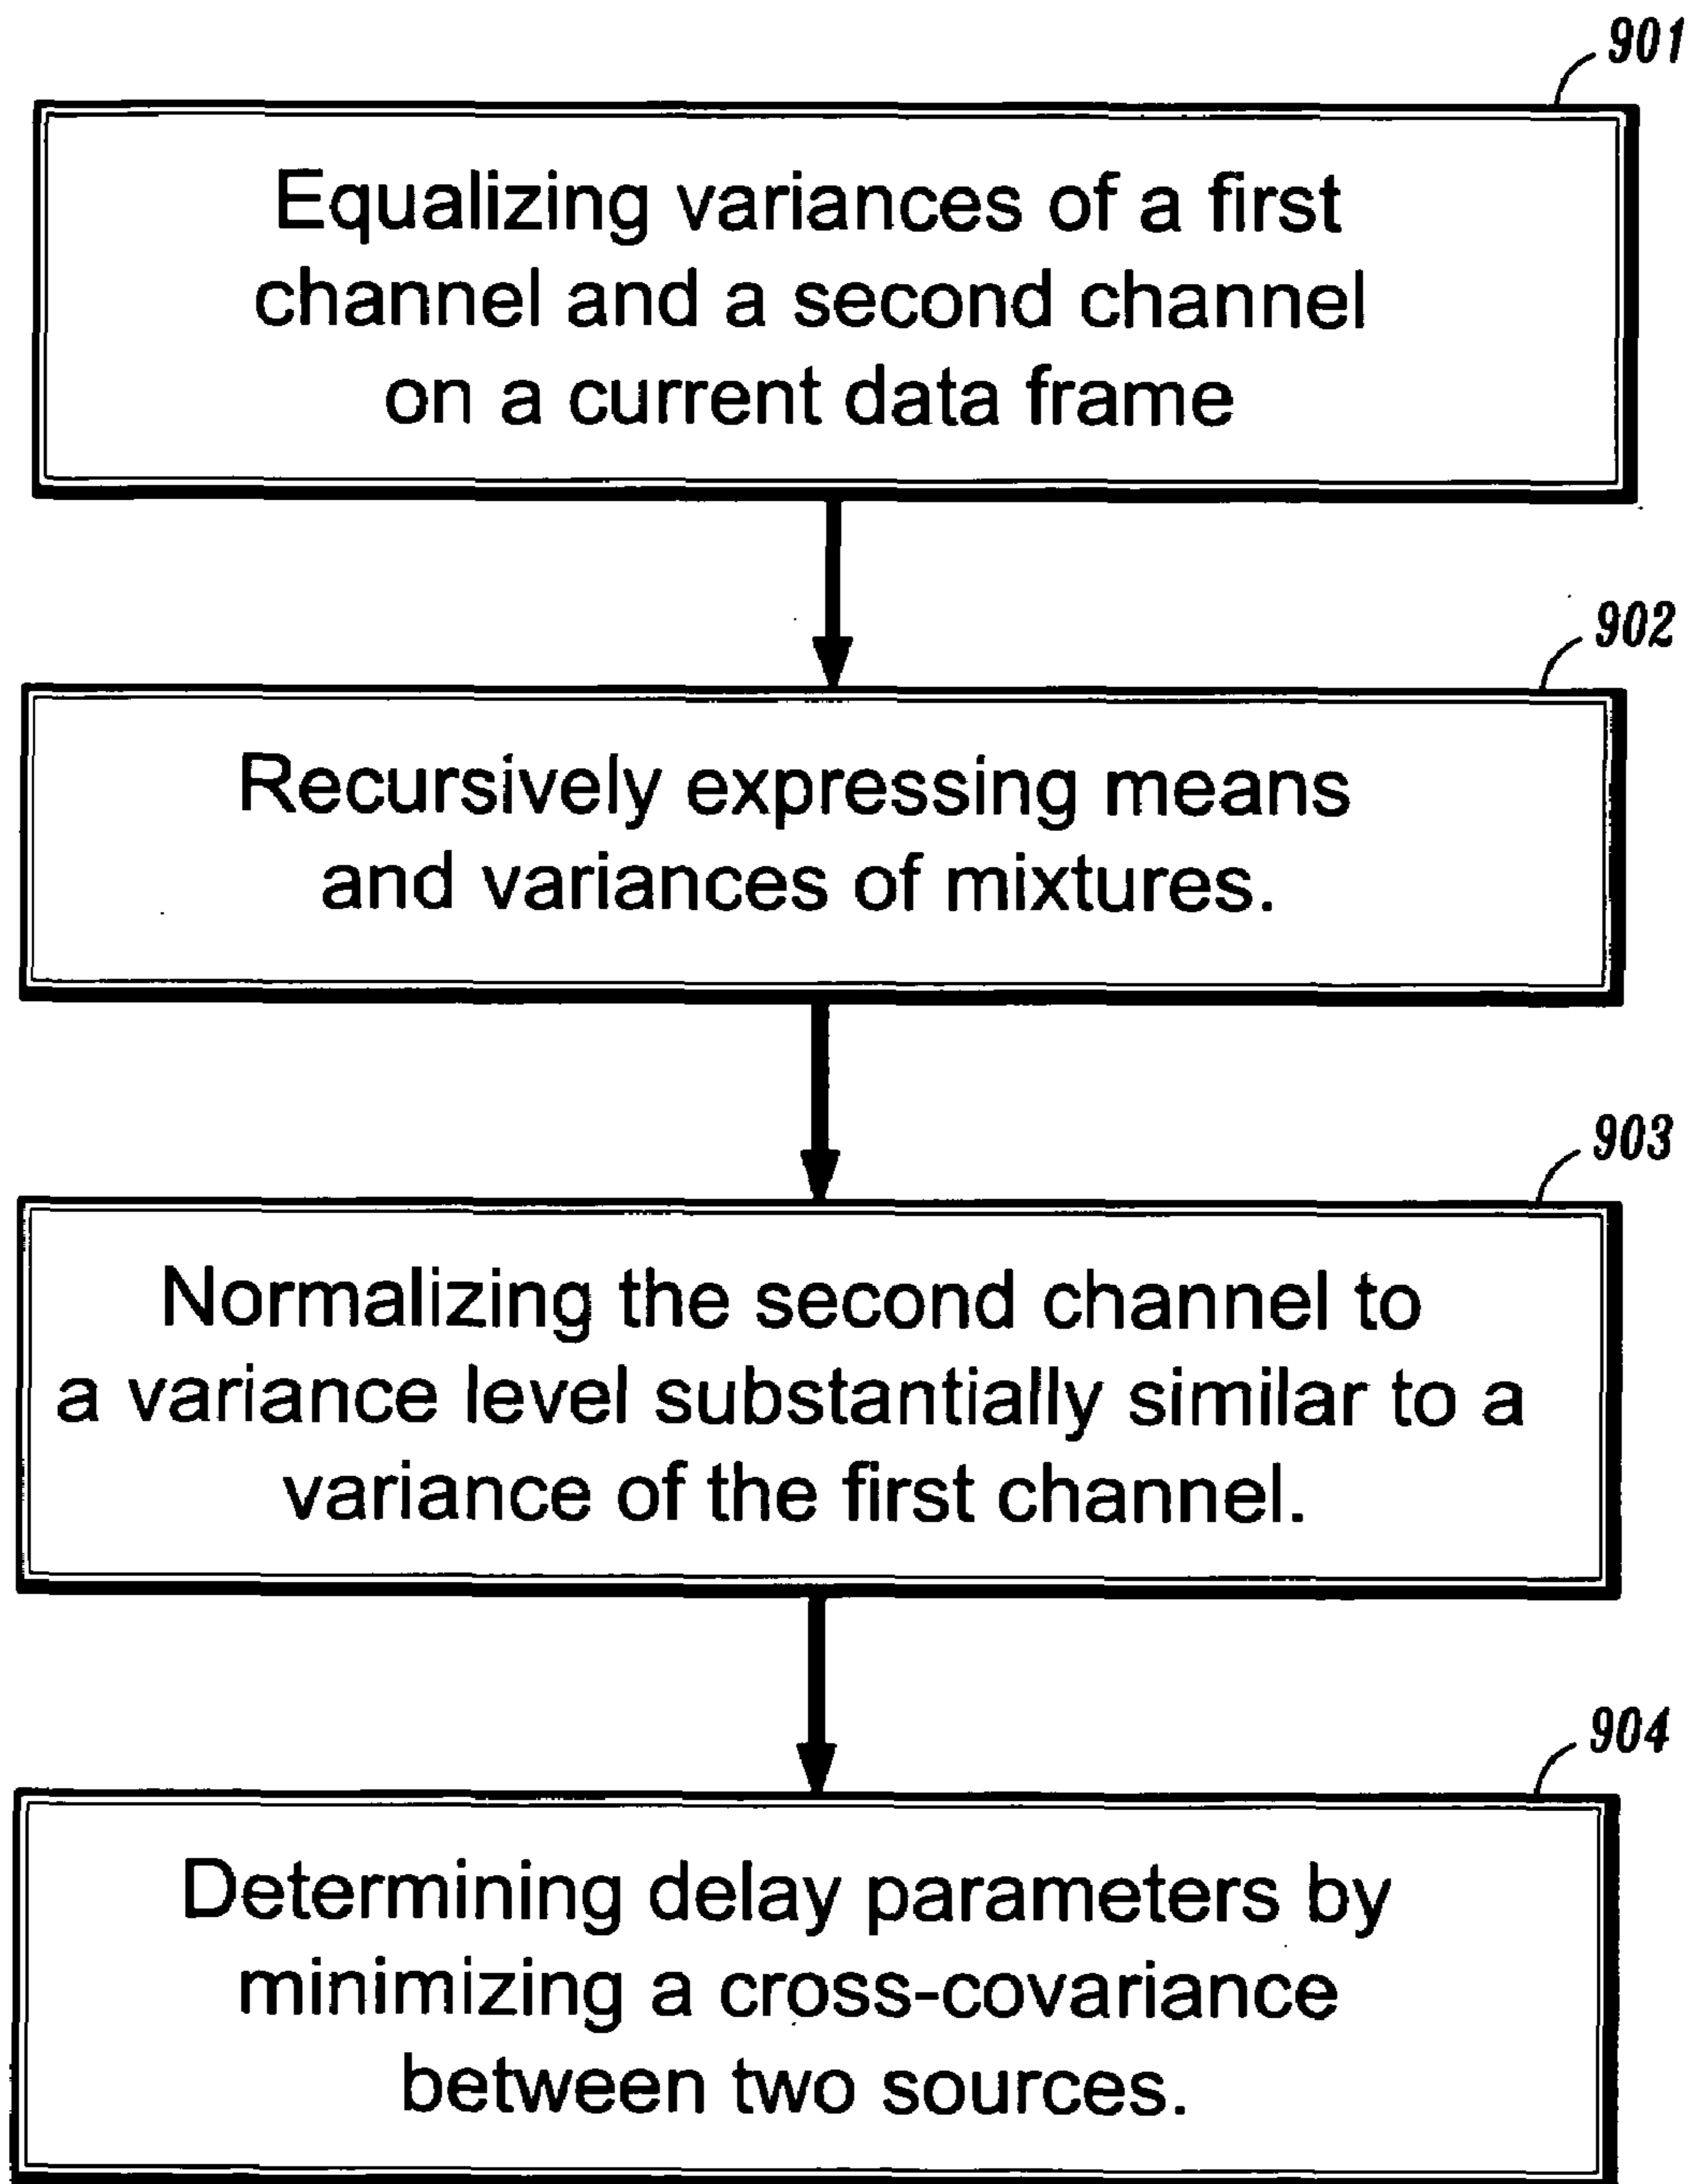 901
Equalizing variances of a first
channel and a second channel
on a current data frame
902
Recursively expressing means
and variances of mixtures.
903
Normalizing the second channel to
a variance level substantially similar to a
variance of the first channel.
904
Determining delay parameters by
minimizing a cross-covariance
between two sources.